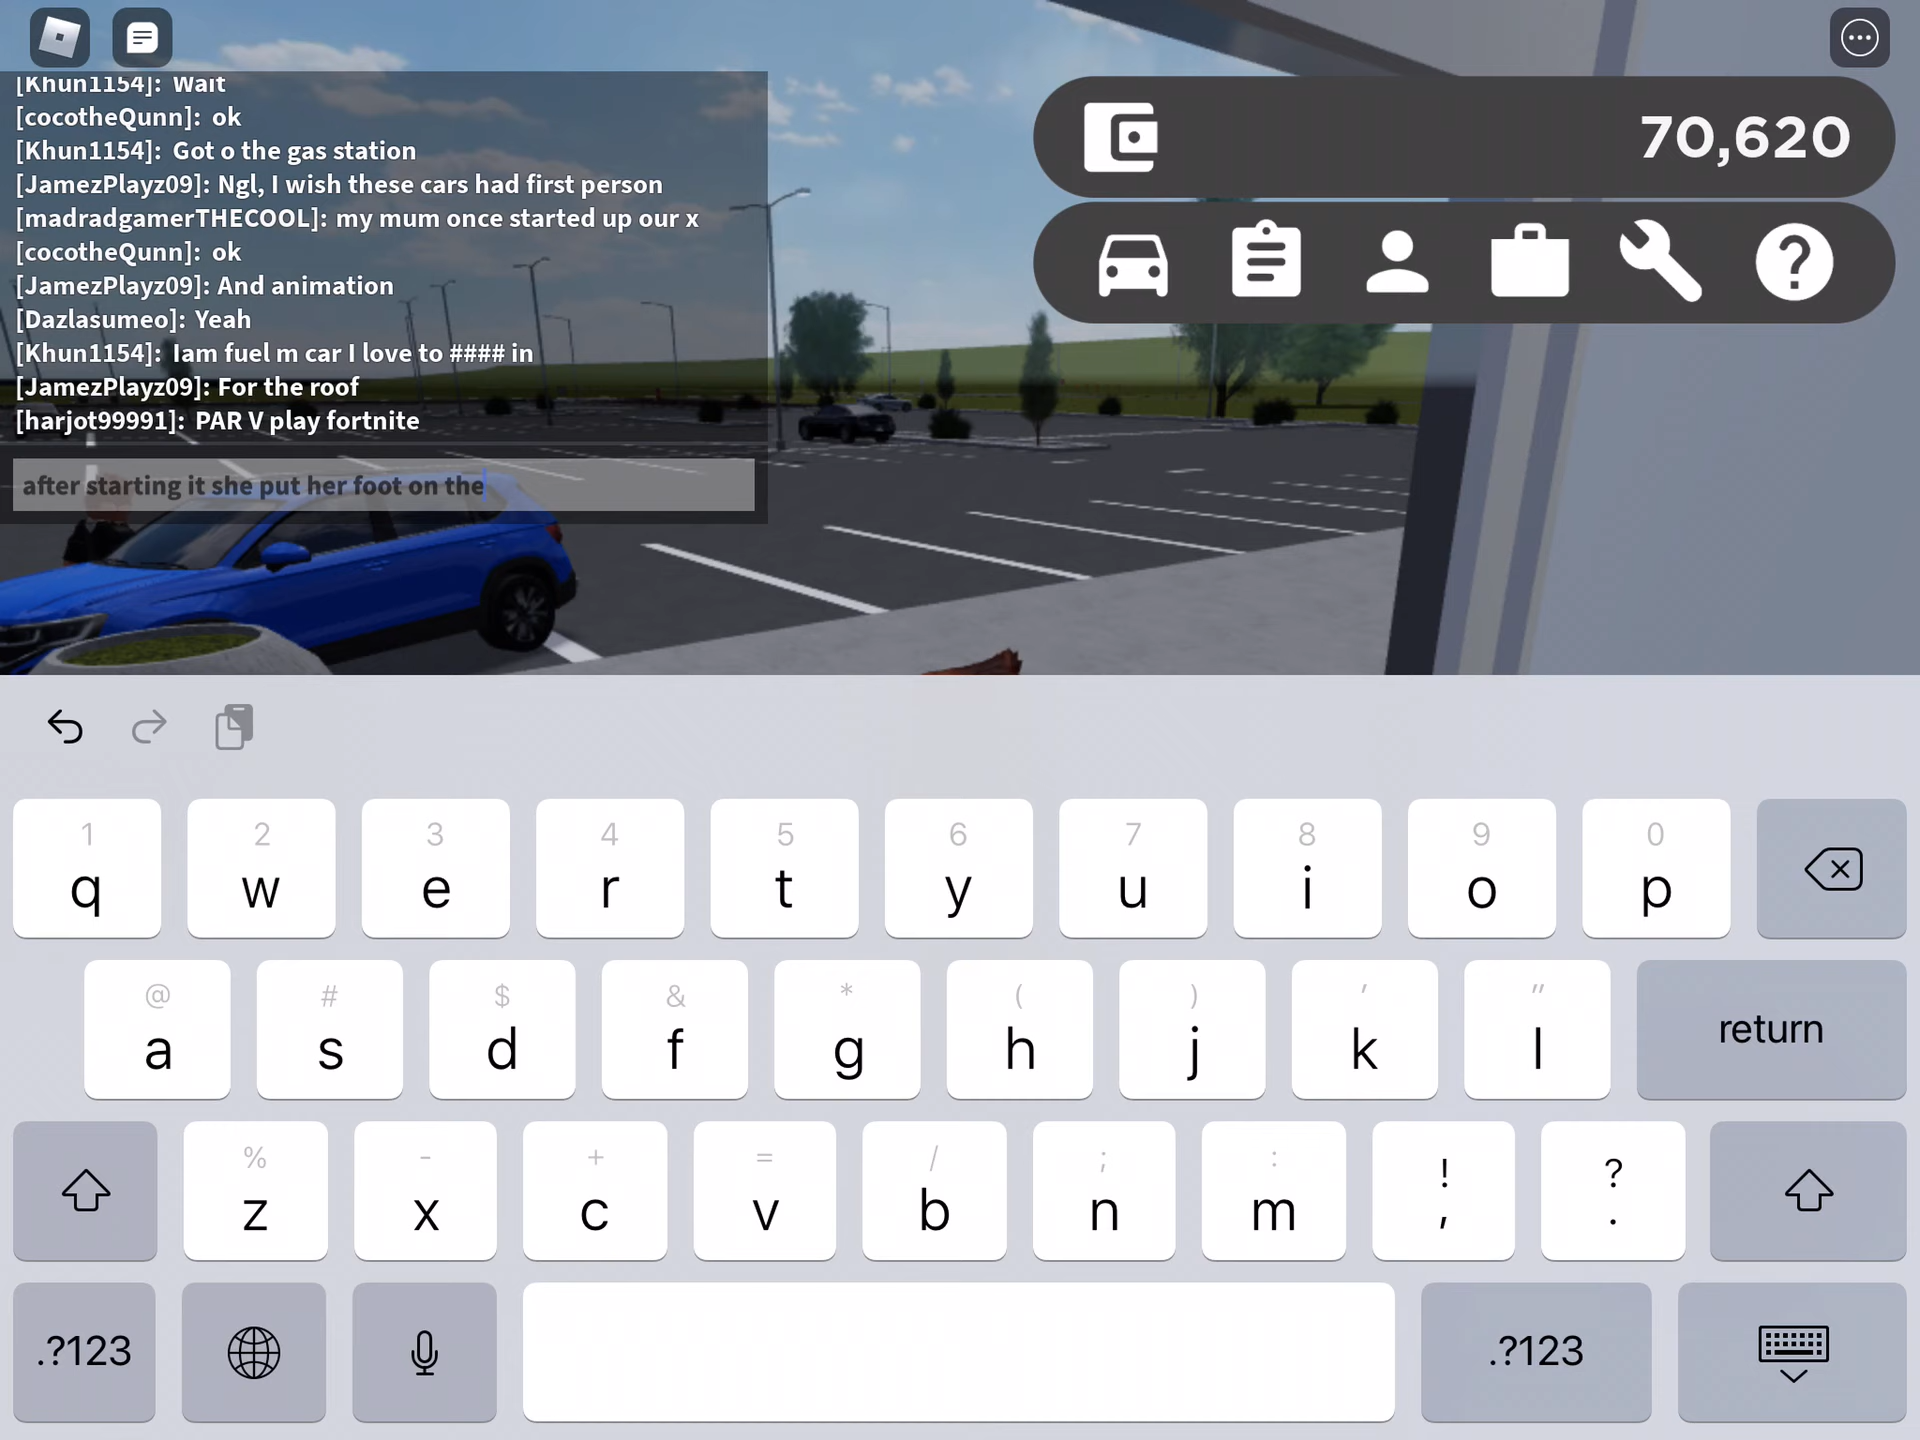 [Khun1154]: Wait
[cocotheQunn]: ok
[Khun1154]: Got o the gas station
[JamezPlayz09]: Ngl, I wish these cars had first person
[madradgamerTHECOOL]: my mum once started up our x
[cocotheQunn]: ok
[JamezPlayz09]: And animation
[Dazlasumeo]: Yeah
[Khun1154]: Iam fuel m car I love to #### in
[JamezPlayz09]: For the roof
[harjot99991]: PAR V play fortnite
after starting it she put her foot on the
70,620
1 2 3 4 5 6 7 8 9 0
q w e r t y u i o p
@ # $ & * ( ) ' "
a s d f g h j k l return
% - + = / ; : ! ?
z x c v b n m , .
.?123 .?123